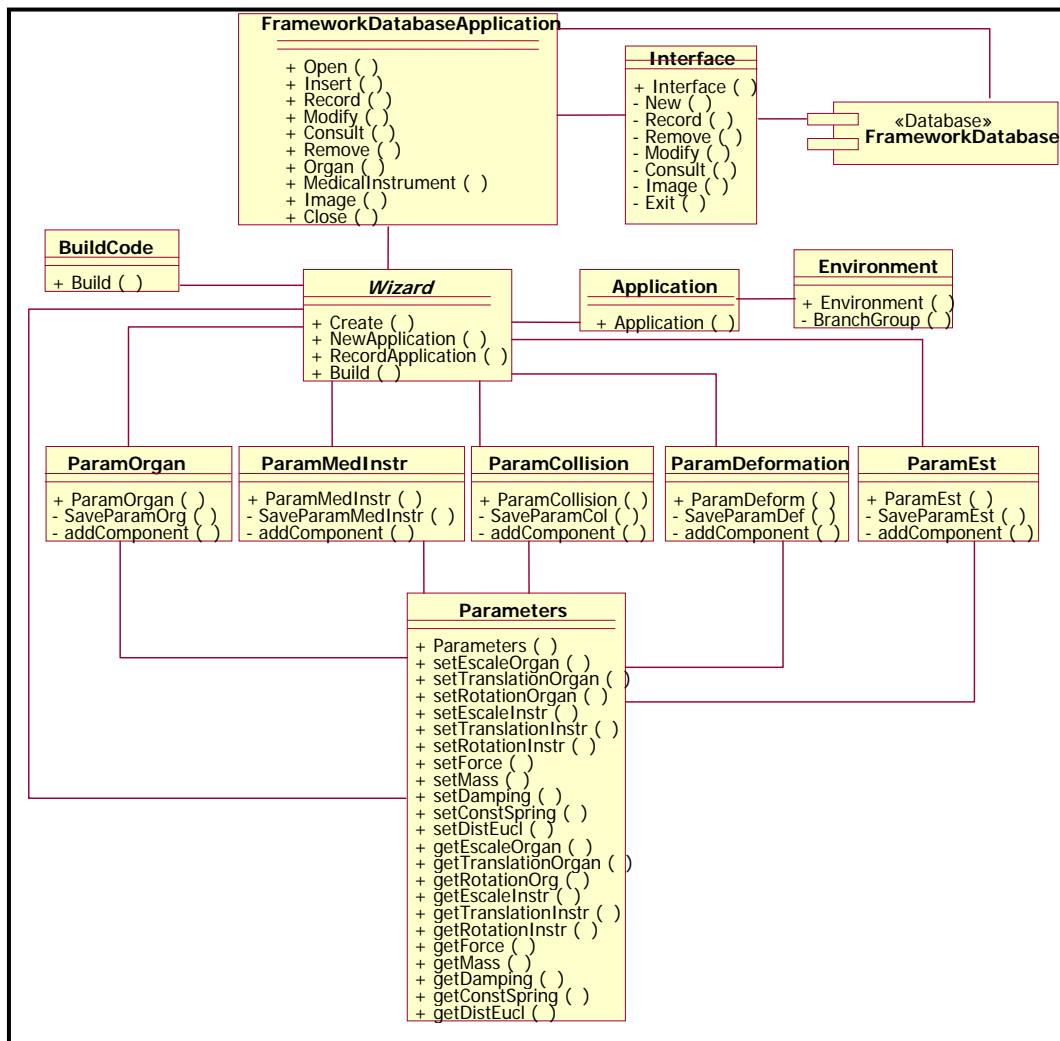 FrameworkDatabaseApplication
+ Open ( )
+ Insert ( )
+ Record ( )
+ Modify ( )
+ Consult ( )
+ Remove ( )
+ Organ ( )
+ MedicalInstrument ( )
+ Image ( )
+ Close ( )
Interface
+ Interface ( )
- New ( )
- Record ( )
- Remove ( )
- Modify ( )
- Consult ( )
- Image ( )
- Exit ( )
«Database»
FrameworkDatabase
BuildCode
+ Build ( )
Wizard
+ Create ( )
+ NewApplication ( )
+ RecordApplication ( )
+ Build ( )
Application
+ Application ( )
Environment
+ Environment ( )
- BranchGroup ( )
ParamOrgan
+ ParamOrgan ( )
- SaveParamOrg ( )
- addComponent ( )
ParamMedInstr
+ ParamMedInstr ( )
- SaveParamMedInstr ( )
- addComponent ( )
ParamCollision
+ ParamCollision ( )
- SaveParamCol ( )
- addComponent ( )
ParamDeformation
+ ParamDeform ( )
- SaveParamDef ( )
- addComponent ( )
ParamEst
+ ParamEst ( )
- SaveParamEst ( )
- addComponent ( )
Parameters
+ Parameters ( )
+ setEscaleOrgan ( )
+ setTranslationOrgan ( )
+ setRotationOrgan ( )
+ setEscaleInstr ( )
+ setTranslationInstr ( )
+ setRotationInstr ( )
+ setForce ( )
+ setMass ( )
+ setDamping ( )
+ setConstSpring ( )
+ setDistEucl ( )
+ getEscaleOrgan ( )
+ getTranslationOrgan ( )
+ getRotationOrg ( )
+ getEscaleInstr ( )
+ getTranslationInstr ( )
+ getRotationInstr ( )
+ getForce ( )
+ getMass ( )
+ getDamping ( )
+ getConstSpring ( )
+ getDistEucl ( )